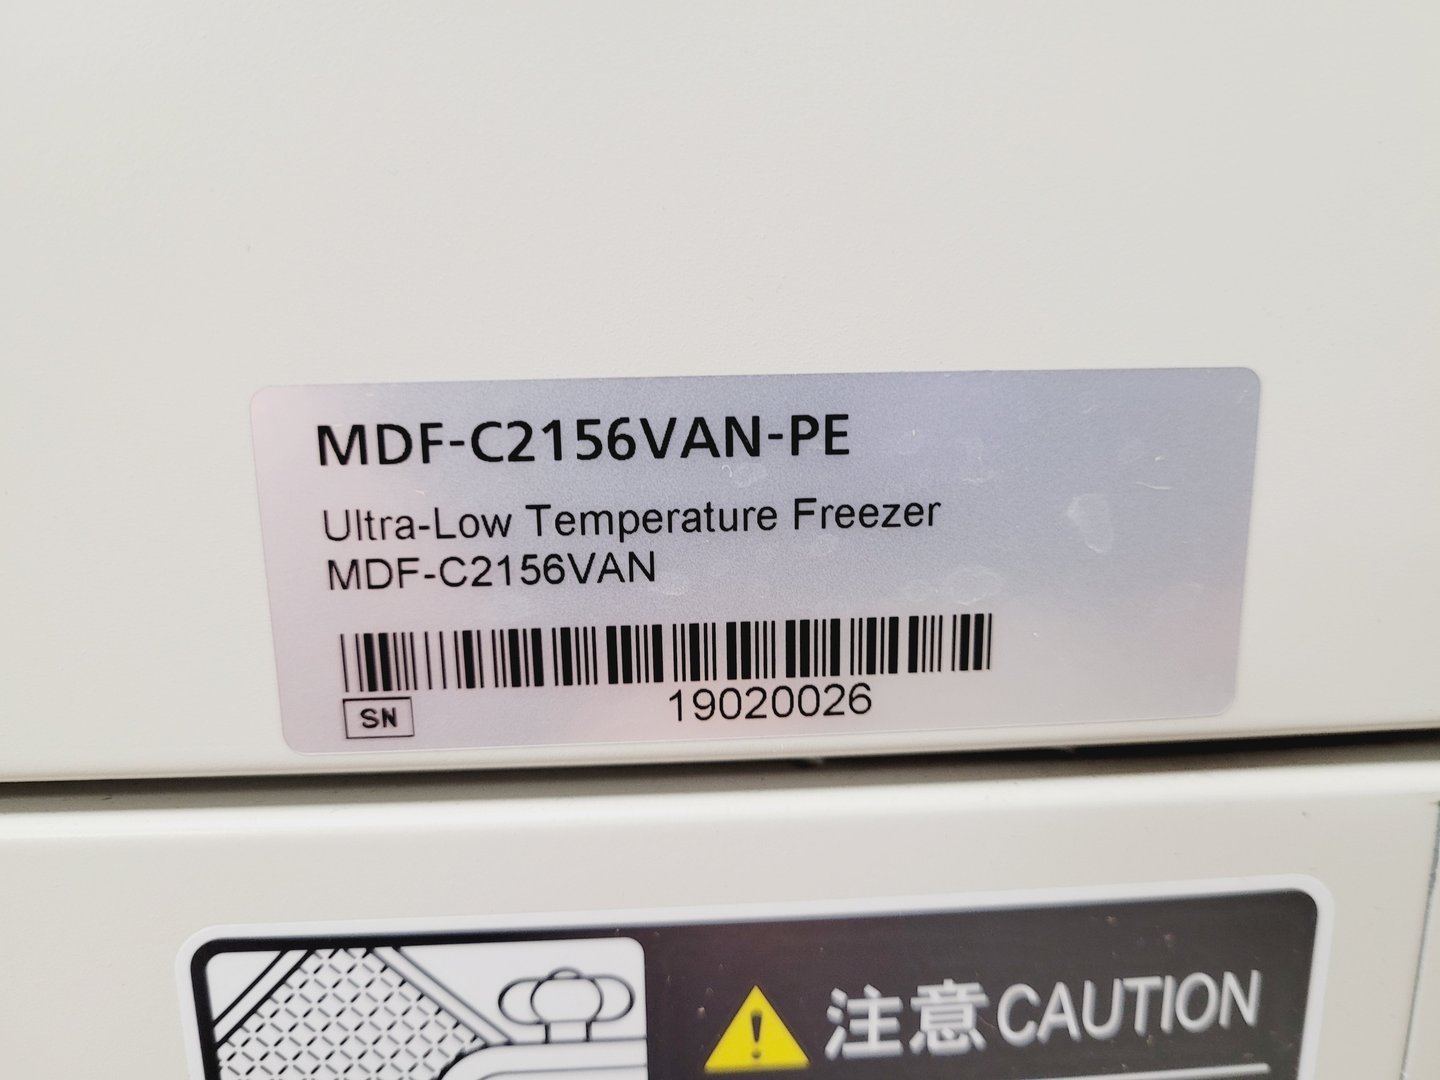 MDF-C2156VAN-PE
Ultra-Low Temperature Freezer
MDF-C2156VAN
19020026
SN
注意 CAUTION